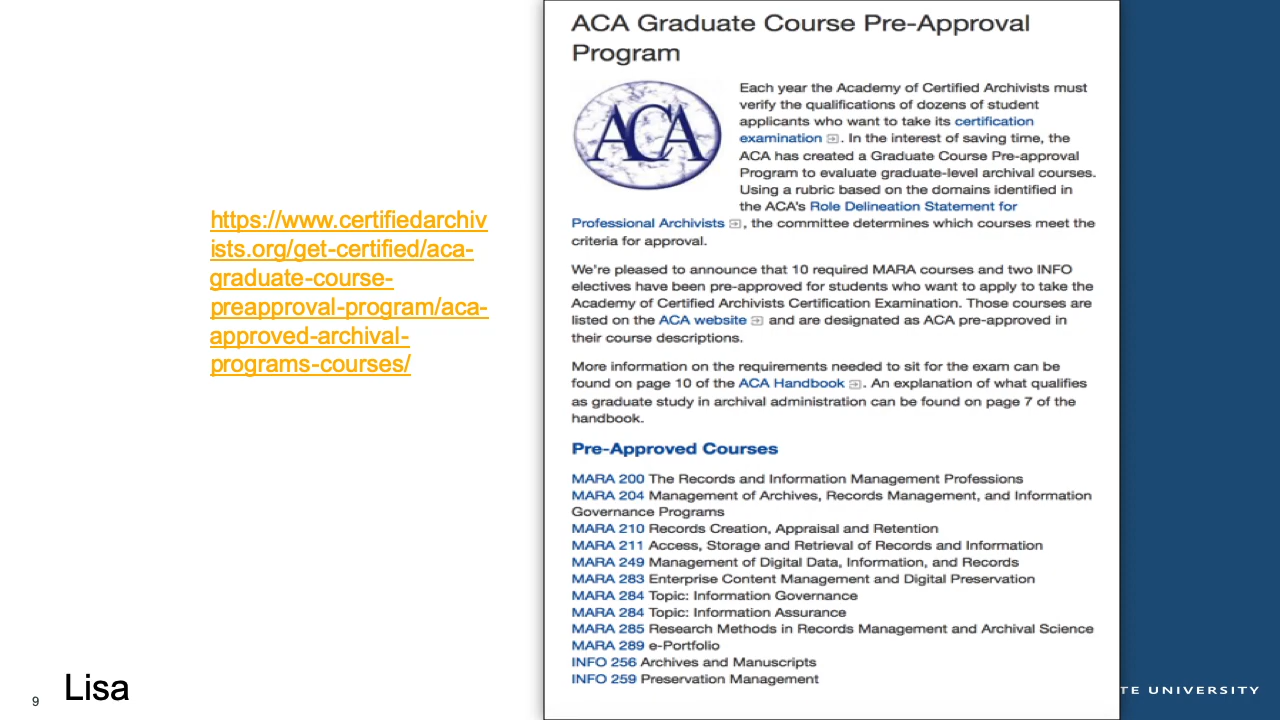 https://www.certifiedarchiv
ists.org/get-certified/aca-
graduate-course-
preapproval-program/aca-
approved-archival-
programs-courses/
ACA Graduate Course Pre-Approval
Program
ACA
Each year the Academy of Certified Archivists must
verify the qualifications of dozens of student
applicants who want to take its certification
examination. In the interest of saving time, the
ACA has created a Graduate Course Pre-approval
Program to evaluate graduate-level archival courses.
Using a rubric based on the domains identified in
the ACA's Role Delineation Statement for
Professional Archivists, the committee determines which courses meet the
criteria for approval.
We're pleased to announce that 10 required MARA courses and two INFO
electives have been pre-approved for students who want to apply to take the
Academy of Certified Archivists Certification Examination. Those courses are
listed on the ACA website and are designated as ACA pre-approved in
their course descriptions.
More information on the requirements needed to sit for the exam can be
found on page 10 of the ACA Handbook. An explanation of what qualifies
as graduate study in archival administration can be found on page 7 of the
handbook.
Pre-Approved Courses
MARA 200 The Records and Information Management Professions
MARA 204 Management of Archives, Records Management, and Information
Governance Programs
MARA 210 Records Creation, Appraisal and Retention
MARA 211 Access, Storage and Retrieval of Records and Information
MARA 249 Management of Digital Data, Information, and Records
MARA 283 Enterprise Content Management and Digital Preservation
MARA 284 Topic: Information Governance
MARA 284 Topic: Information Assurance
MARA 285 Research Methods in Records Management and Archival Science
MARA 289 e-Portfolio
INFO 256 Archives and Manuscripts
INFO 259 Preservation Management
9
Lisa
TE UNIVERSITY